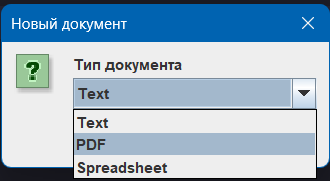 Новый документ
?
Тип документа
Text
Text
PDF
Spreadsheet